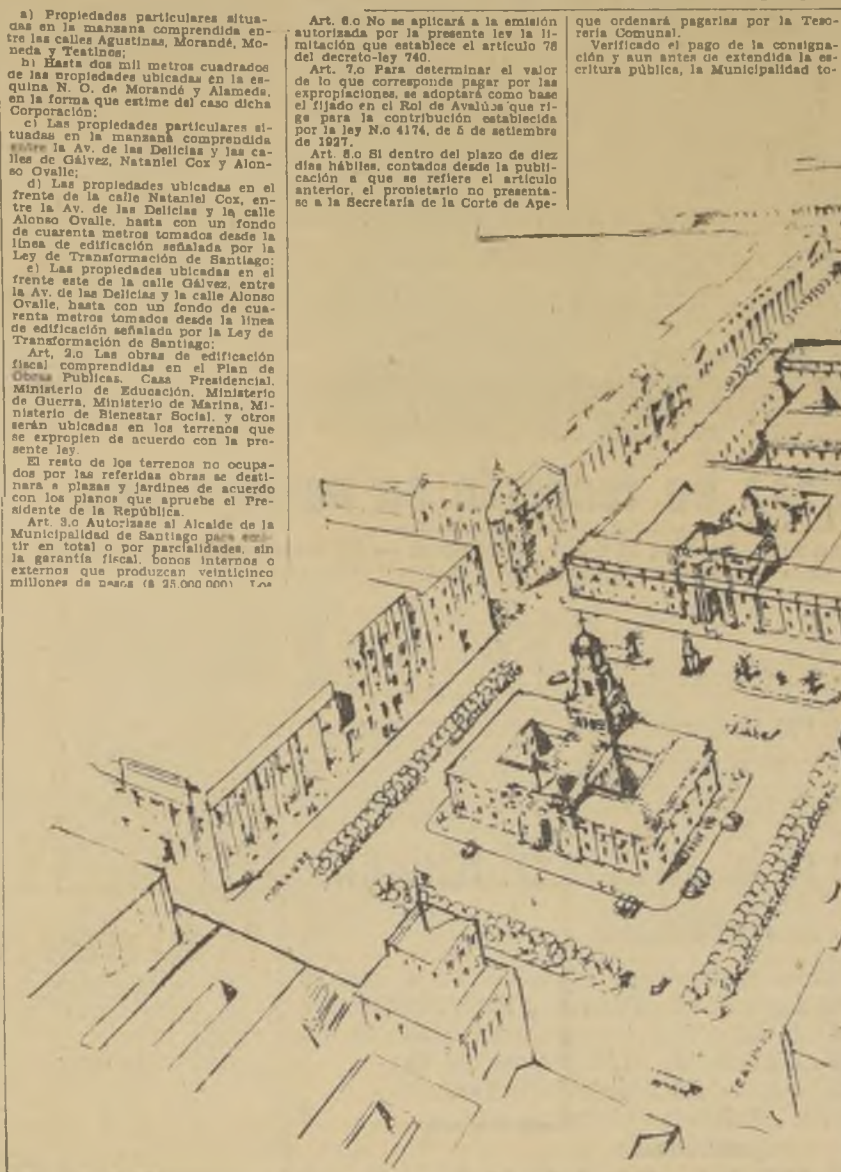 a) Propiedades particulares situa-
das en la manzana comprendida en-
tre las calles Agustinas, Morandé, Mo-
neda y Teatinos;
b) Hasta dos mil metros cuadrados
de las propiedades ubicadas en la es-
quina N. O. de Morandé y Alameda,
en la forma que estime del caso dicha
Corporación;
c) Las propiedades particulares si-
tuadas en la manzana comprendida
entre la Av. de las Delicias y las ca-
lles de Gálvez, Nataniel Cox y Alon-
so Ovalle;
d) Las propiedades ubicadas en el
frente de la calle Nataniel Cox, en-
tre la Av. de las Delicias y la calle
Alonso Ovalle, hasta con un fondo
de cuarenta metros tomados desde la
línea de edificación señalada por la
Ley de Transformación de Santiago;
e) Las propiedades ubicadas en el
frente este de la calle Gálvez, entre
la Av. de las Delicias y la calle Alonso
Ovalle, hasta con un fondo de cua-
renta metros tomados desde la línea
de edificación señalada por la Ley de
Transformación de Santiago;
Art. 2.o Las obras de edificación
fiscal comprendidas en el Plan de
Obras Publicas. Casa Presidencial.
Ministerio de Educación, Ministerio
de Guerra, Ministerio de Marina, Mi-
nisterio de Bienestar Social, y otros
serán ubicadas en los terrenos que
se expropien de acuerdo con la pre-
sente ley.
El resto de los terrenos no ocupa-
dos por las referidas obras se desti-
nara a plazas y jardines de acuerdo
con los planos que apruebe el Pre-
sidente de la República.
Art. 3.o Autorizase al Alcalde de la
Municipalidad de Santiago para emi-
tir en total o por parcialidades, sin
la garantía fiscal, bonos internos o
externos que produzcan veinticinco
millones de pesos ($ 25.000.000) Los
Art. 6.o No se aplicará a la emisión
autorizada por la presente ley la li-
mitación que establece el artículo 78
del decreto-ley 740.
Art. 7.o Para determinar el valor
de lo que corresponde pagar por las
expropiaciones, se adoptará como base
el fijado en el Rol de Avalúos que ri-
ge para la contribución establecida
por la ley N.o 4174, de 5 de setiembre
de 1927.
Art. 8.o Si dentro del plazo de diez
días hábiles, contados desde la publi-
cación a que se refiere el artículo
anterior, el propietario no presenta-
se a la Secretaría de la Corte de Ape-
que ordenará pagarlas por la Teso-
rería Comunal.
Verificado el pago de la consigna-
ción y aun antes de extendida la es-
critura pública, la Municipalidad to-
MORANDE
TEATINOS